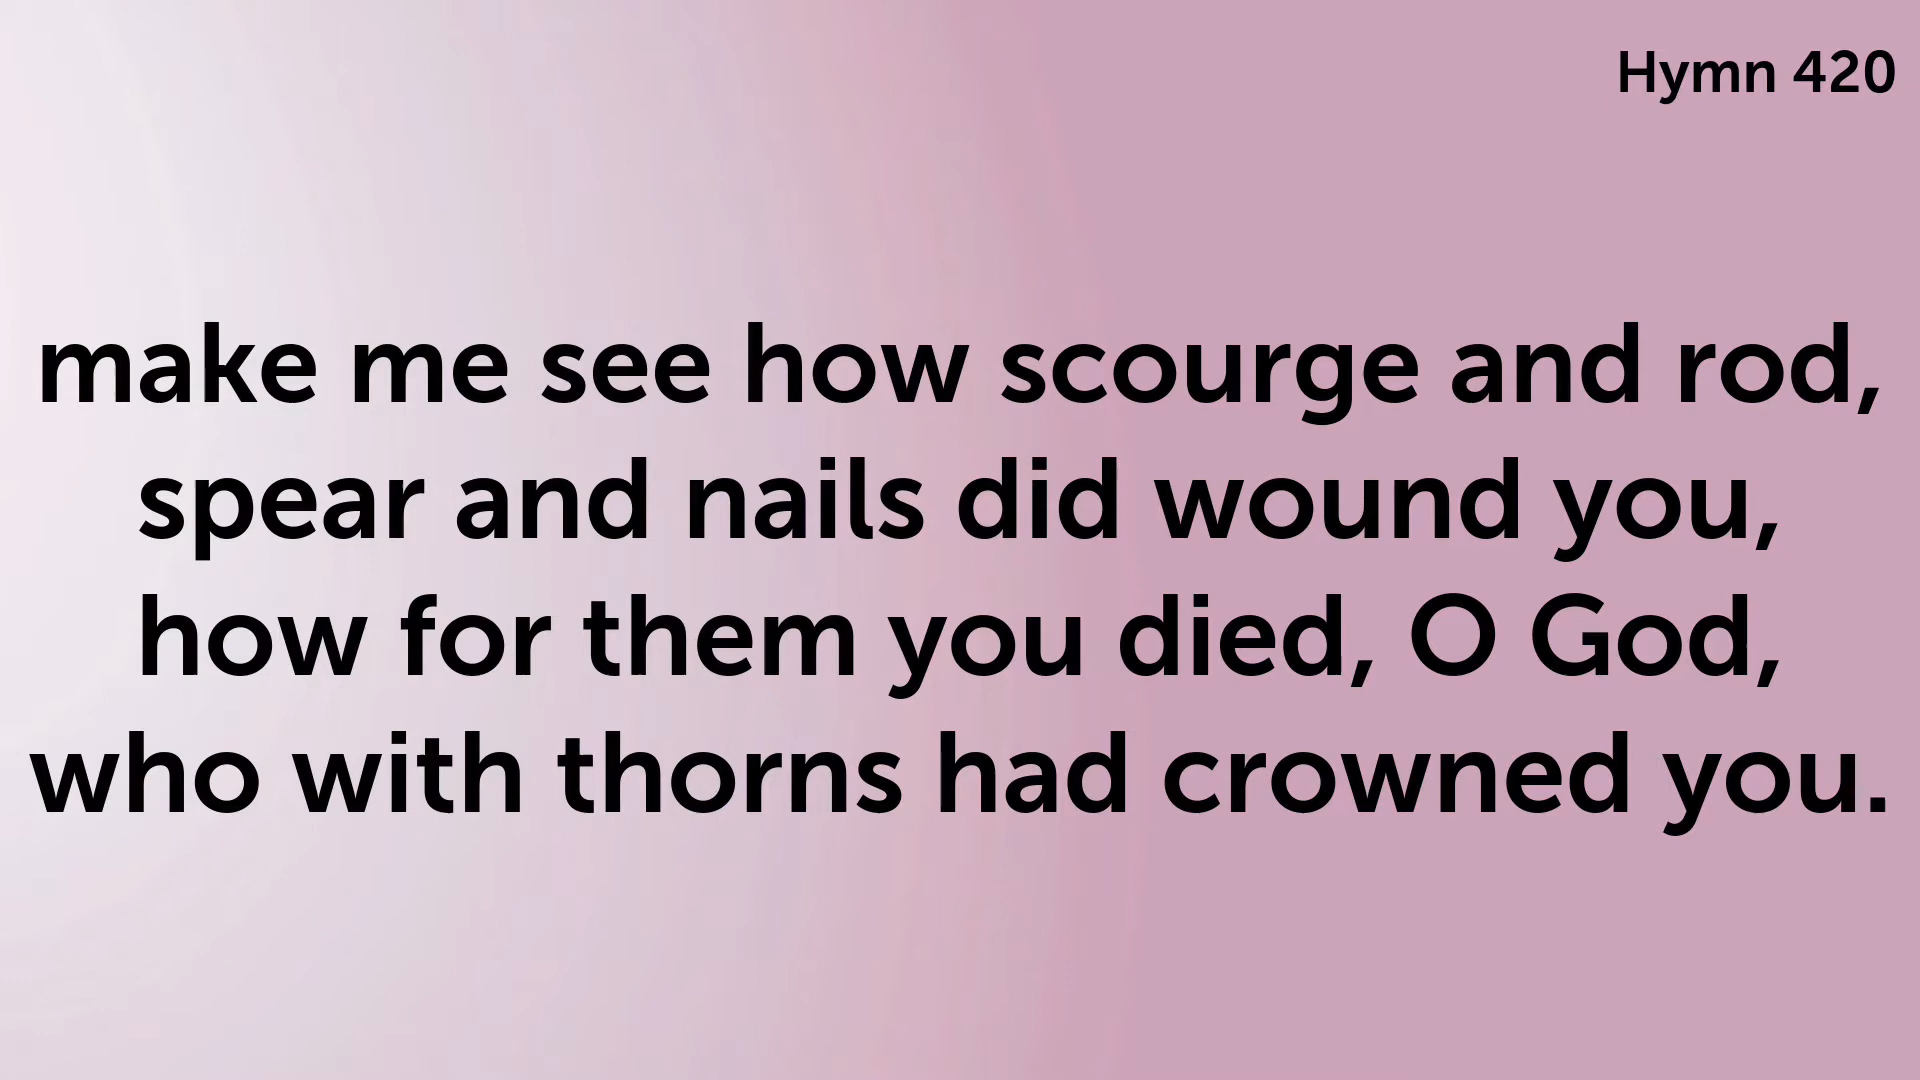 Hymn 420
make me see how scourge and rod,
spear and nails did wound you,
how for them you died, O God,
who with thorns had crowned you.